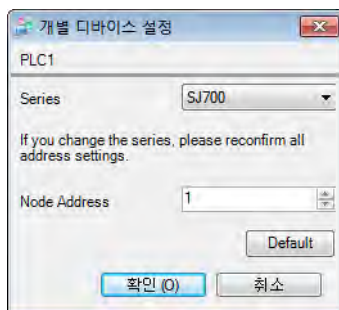 개별 디바이스 설정
PLC1
Series SJ700
If you change the series, please reconfirm all
address settings.
Node Address 1
Default
확인 (O) 취소